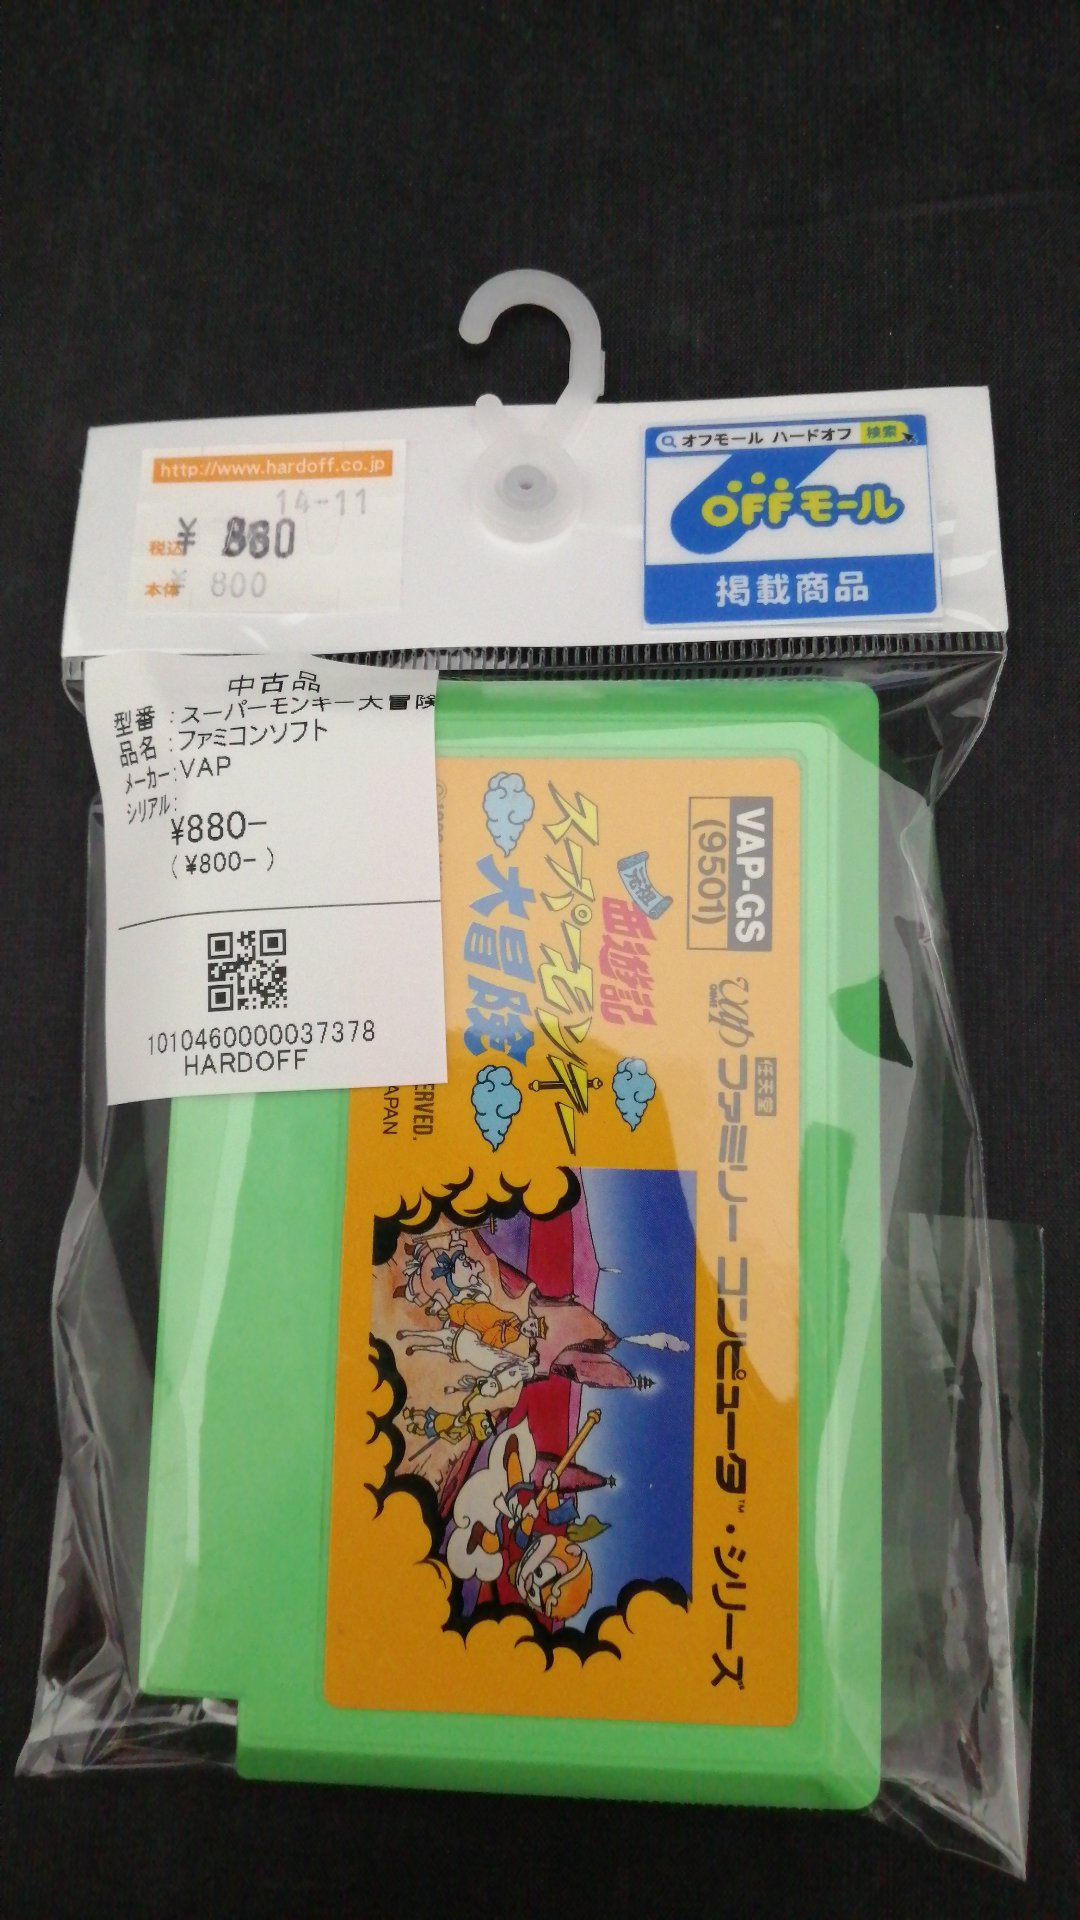 http://www.hardoff.co.jp
14-11
税込 ¥ 880
本体 ¥ 800
オフモール ハードオフ 検索
OFFモール
掲載商品
中古品
型番 : スーパーモンキー大冒険
品名 : ファミコンソフト
メーカー : VAP
シリアル :
¥880-
(¥800-)
1010460000037378
HARDOFF
VAP-GS
(9501)
vap
GAME
任天堂
ファミリー コンピュータ™・シリーズ
元祖
西遊記
スーパーモンキー
大冒険
ERVED.
APAN